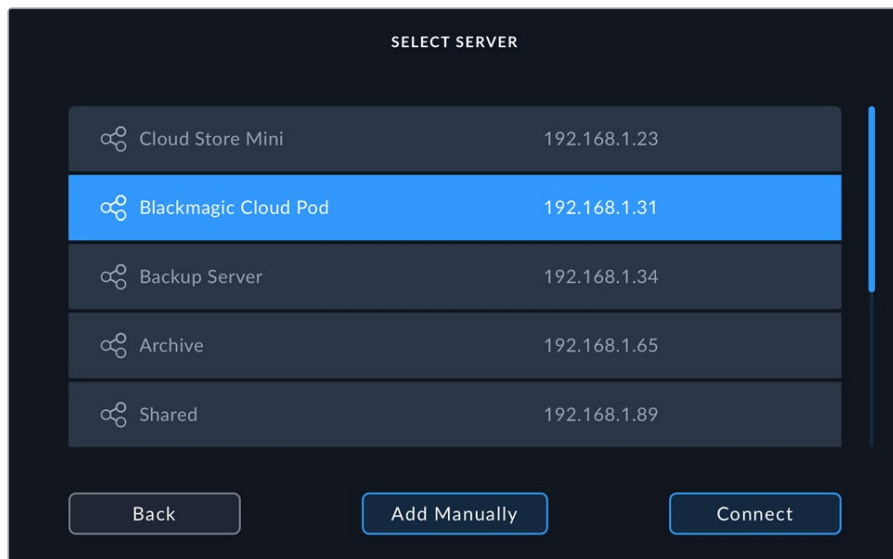 SELECT SERVER
Cloud Store Mini 192.168.1.23
Blackmagic Cloud Pod 192.168.1.31
Backup Server 192.168.1.34
Archive 192.168.1.65
Shared 192.168.1.89
Back Add Manually Connect